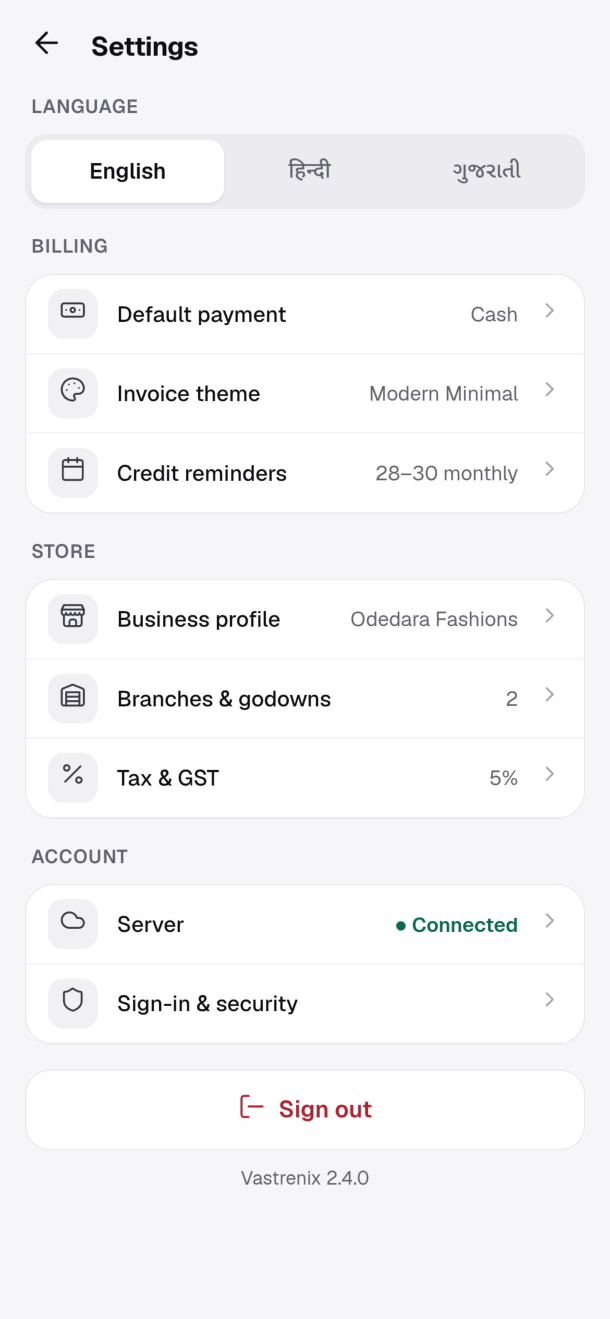 Settings
LANGUAGE
English हिन्दी ગુજરાતી
BILLING
Default payment Cash
Invoice theme Modern Minimal
Credit reminders 28–30 monthly
STORE
Business profile Odedara Fashions
Branches & godowns 2
Tax & GST 5%
ACCOUNT
Server Connected
Sign-in & security
Sign out
Vastrenix 2.4.0